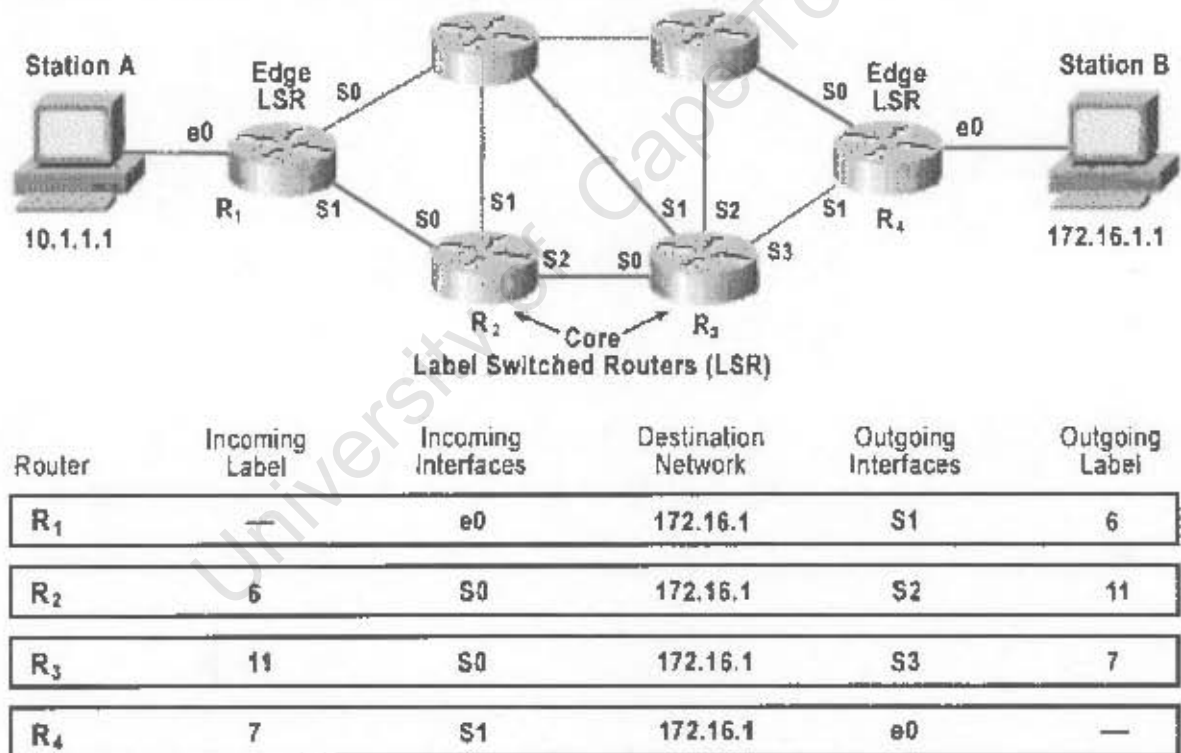 Station A
Edge
LSR
S0
e0
R₁
S1
10.1.1.1
S0
S1
S2
R₂
S0
S1
S2
S3
R₃
Core
Label Switched Routers (LSR)
S0
Edge
LSR
S1
R₄
e0
Station B
172.16.1.1
Router Incoming Label Incoming Interfaces Destination Network Outgoing Interfaces Outgoing Label
R₁ — e0 172.16.1 S1 6
R₂ 6 S0 172.16.1 S2 11
R₃ 11 S0 172.16.1 S3 7
R₄ 7 S1 172.16.1 e0 —
University of Cape To